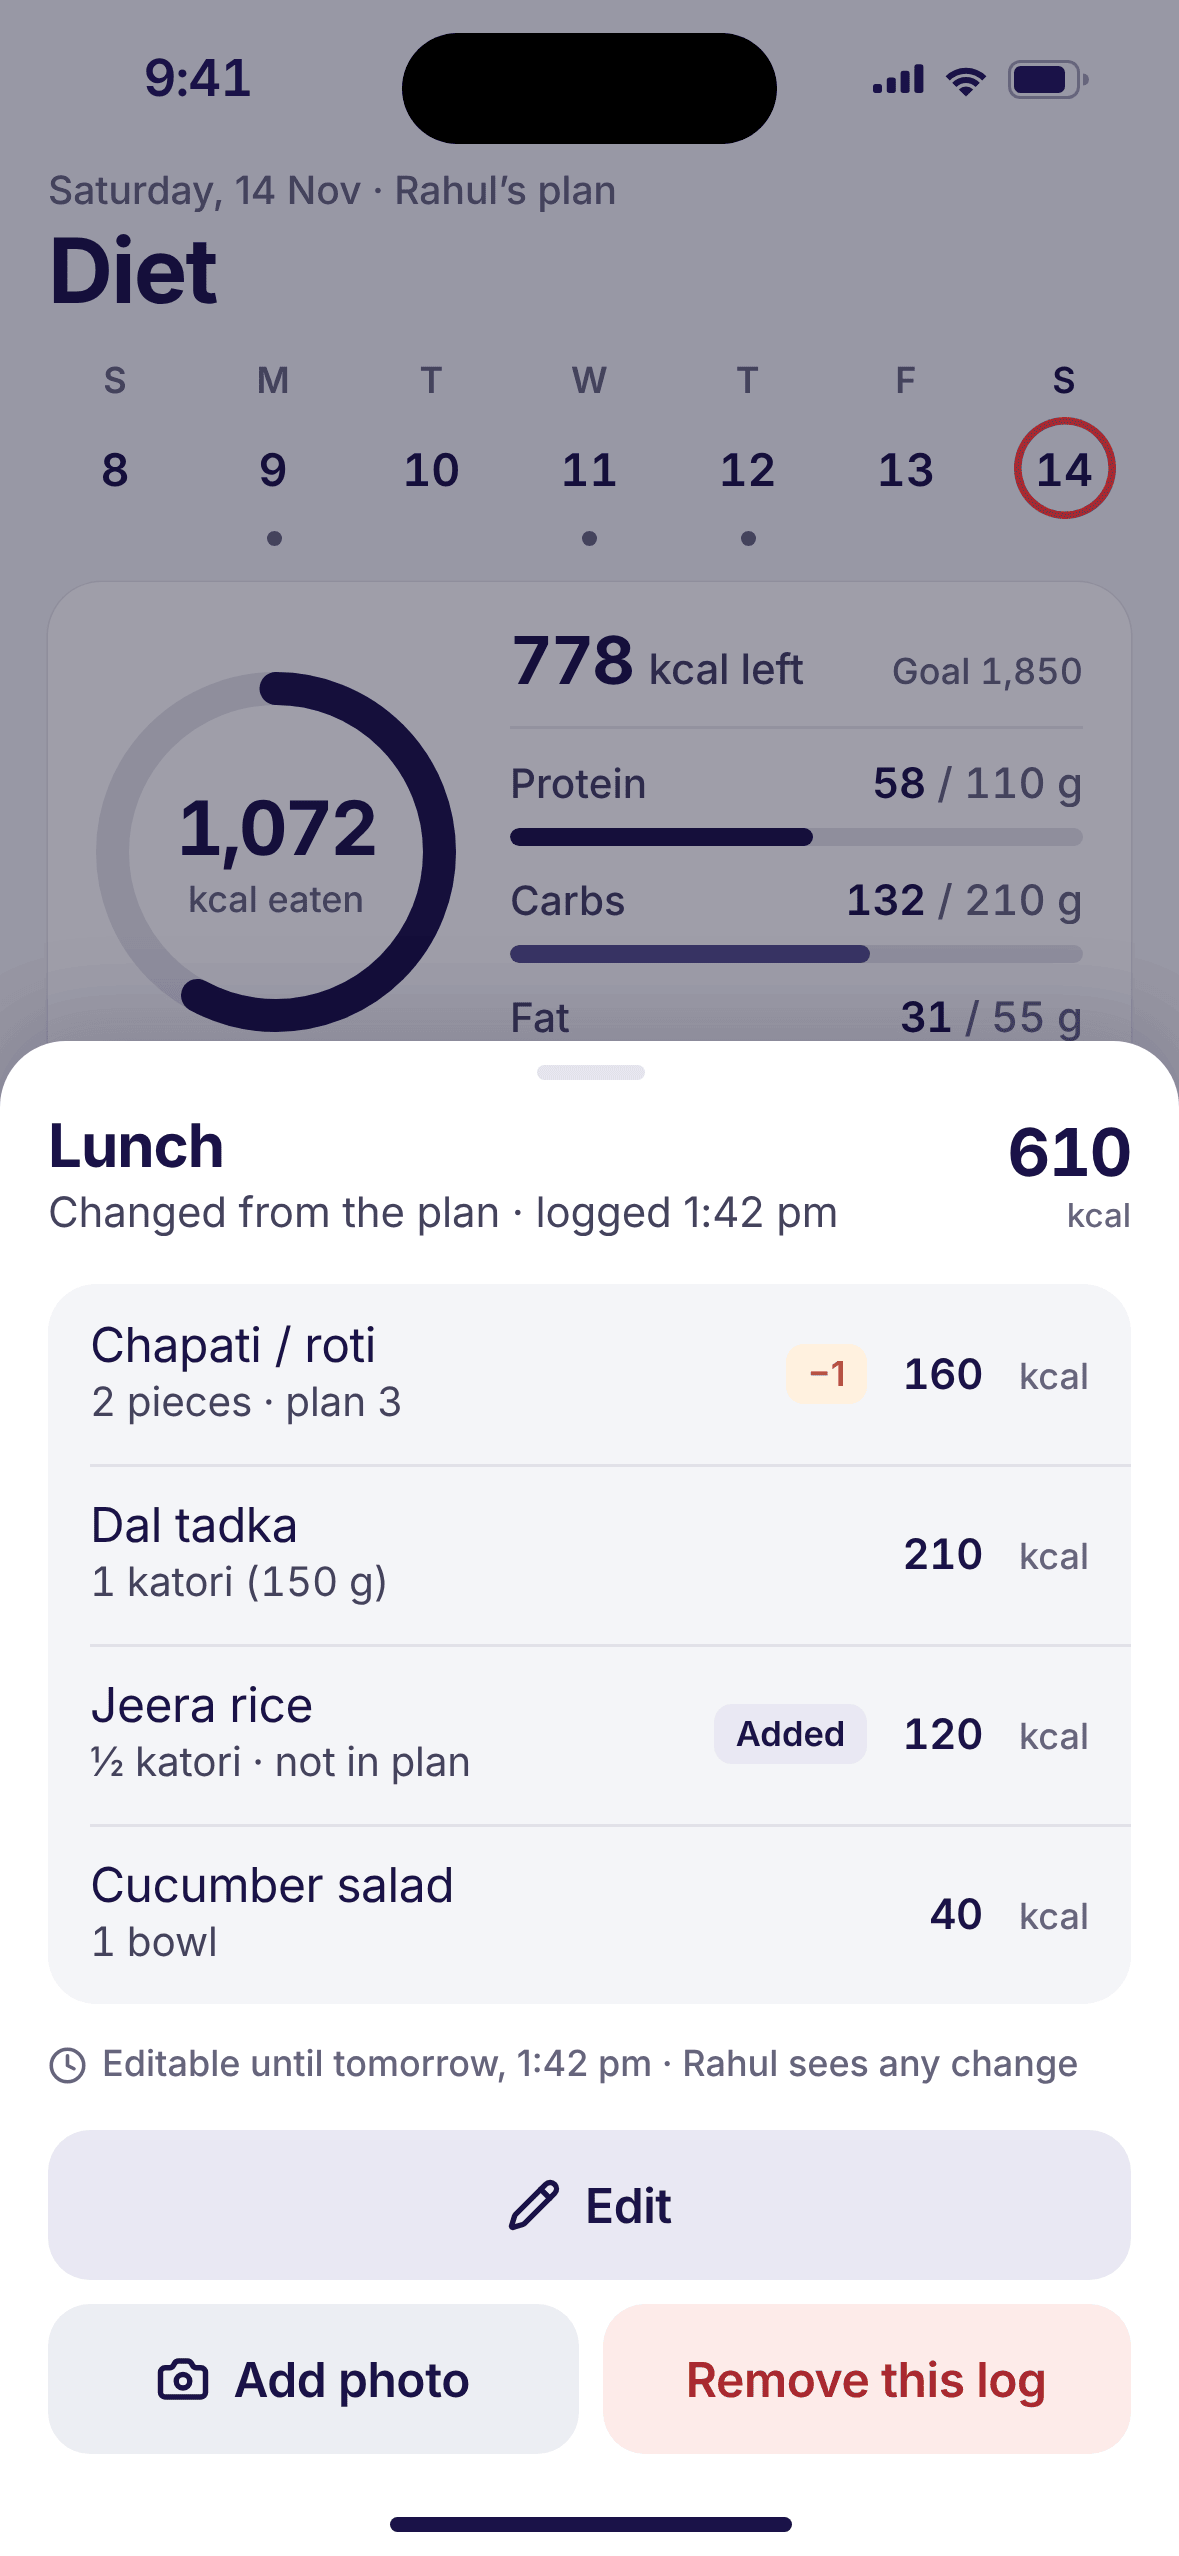 9:41
Saturday, 14 Nov · Rahul’s plan
Diet
S M T W T F S
8 9 10 11 12 13 14
778 kcal left Goal 1,850
1,072
kcal eaten
Protein 58 / 110 g
Carbs 132 / 210 g
Fat 31 / 55 g
Lunch
610
Changed from the plan · logged 1:42 pm
kcal
Chapati / roti
2 pieces · plan 3
−1 160 kcal
Dal tadka
1 katori (150 g)
210 kcal
Jeera rice
½ katori · not in plan
Added 120 kcal
Cucumber salad
1 bowl
40 kcal
Editable until tomorrow, 1:42 pm · Rahul sees any change
Edit
Add photo
Remove this log